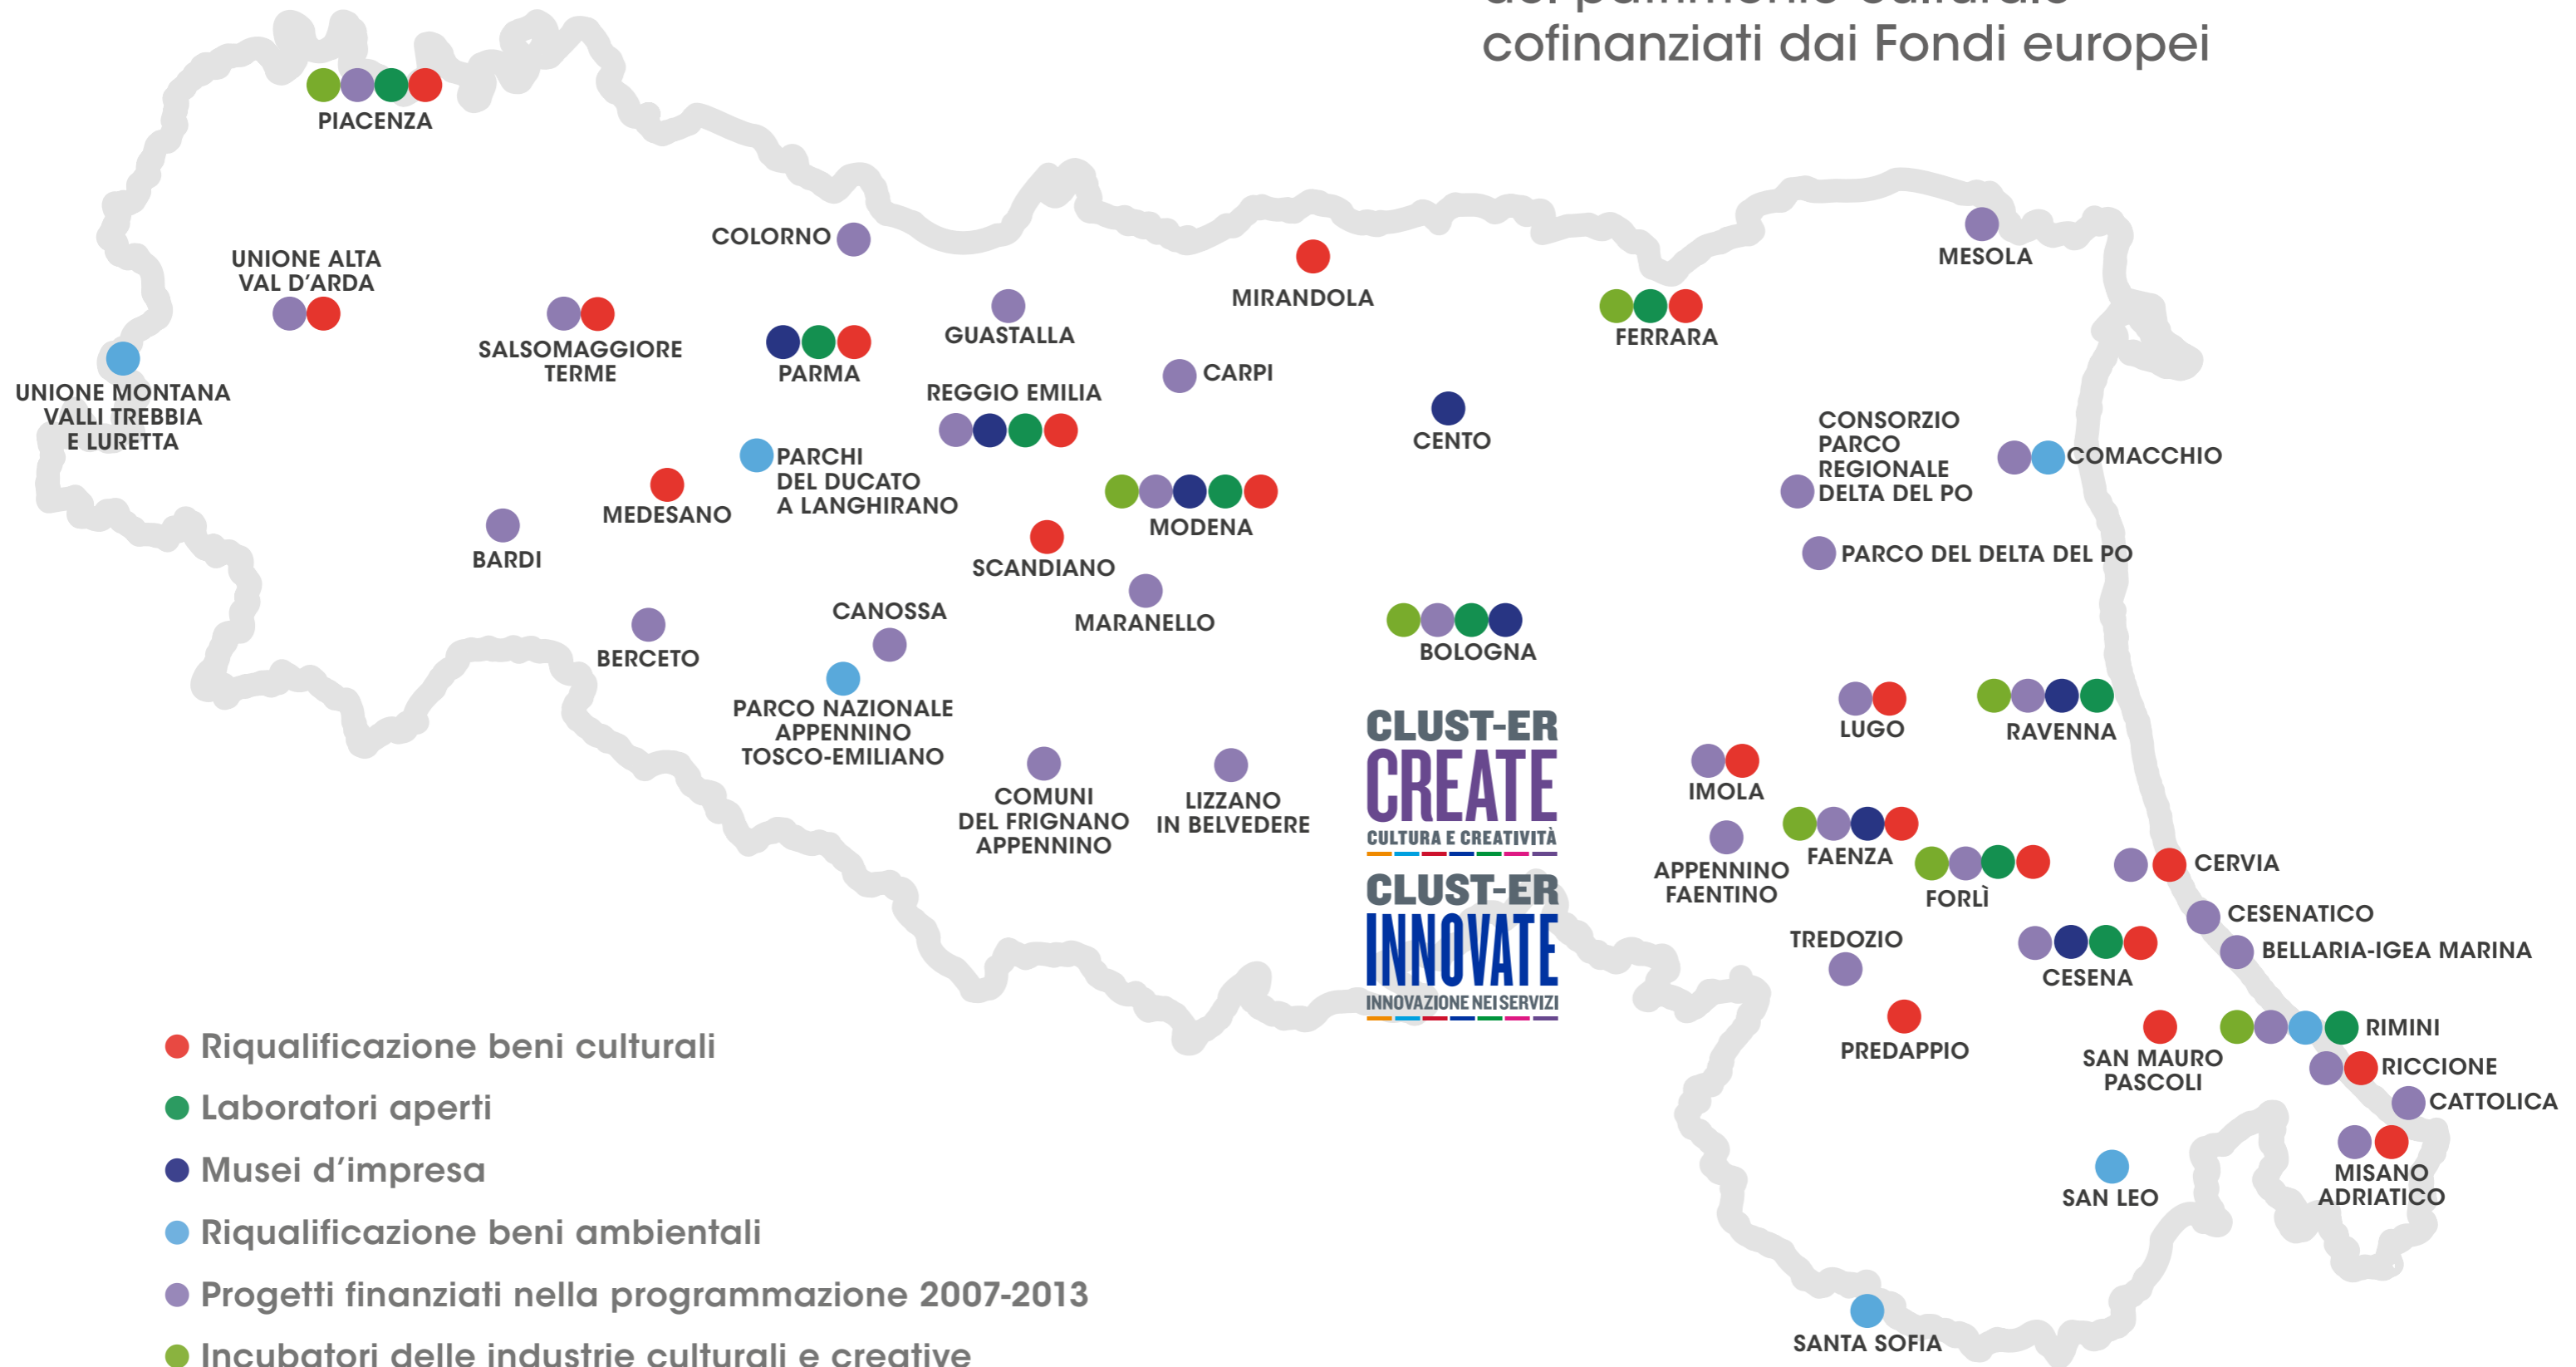 cofinanziati dai Fondi europei
PIACENZA
UNIONE ALTA
VAL D'ARDA
UNIONE MONTANA
VALLI TREBBIA
E LURETTA
SALSOMAGGIORE
TERME
COLORNO
PARMA
GUASTALLA
REGGIO EMILIA
CARPI
MIRANDOLA
FERRARA
MESOLA
CENTO
CONSORZIO
PARCO
REGIONALE
DELTA DEL PO
COMACCHIO
PARCO DEL DELTA DEL PO
PARCHI
DEL DUCATO
A LANGHIRANO
MEDESANO
BARDI
MODENA
SCANDIANO
MARANELLO
CANOSSA
BERCETO
PARCO NAZIONALE
APPENNINO
TOSCO-EMILIANO
BOLOGNA
COMUNI
DEL FRIGNANO
APPENNINO
LIZZANO
IN BELVEDERE
CLUST-ER
CREATE
CULTURA E CREATIVITÀ
CLUST-ER
INNOVATE
INNOVAZIONE NEI SERVIZI
LUGO
RAVENNA
IMOLA
FAENZA
APPENNINO
FAENTINO
FORLÌ
CERVIA
CESENATICO
BELLARIA-IGEA MARINA
TREDOZIO
CESENA
PREDAPPIO
SAN MAURO
PASCOLI
RIMINI
RICCIONE
CATTOLICA
MISANO
ADRIATICO
SAN LEO
SANTA SOFIA
Riqualificazione beni culturali
Laboratori aperti
Musei d'impresa
Riqualificazione beni ambientali
Progetti finanziati nella programmazione 2007-2013
Incubatori delle industrie culturali e creative